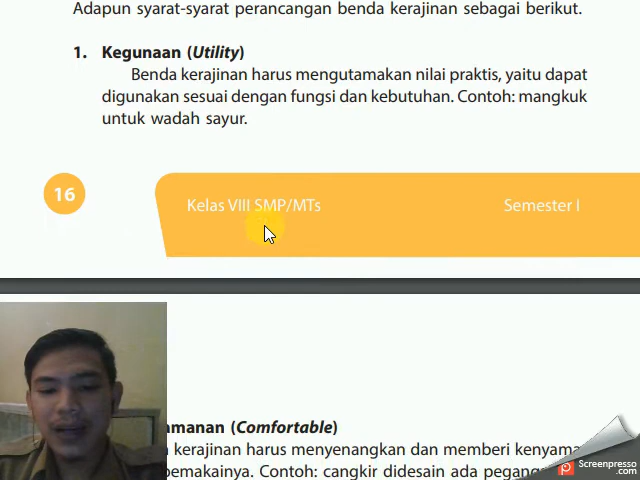 Adapun syarat-syarat perancangan benda kerajinan sebagai berikut.
1. Kegunaan (Utility)
Benda kerajinan harus mengutamakan nilai praktis, yaitu dapat
digunakan sesuai dengan fungsi dan kebutuhan. Contoh: mangkuk
untuk wadah sayur.
16
Kelas VIII SMP/MTs
Semester I
amanan (Comfortable)
kerajinan harus menyenangkan dan memberi kenyama
pemakainya. Contoh: cangkir didesain ada pegang
Screenpresso
.com